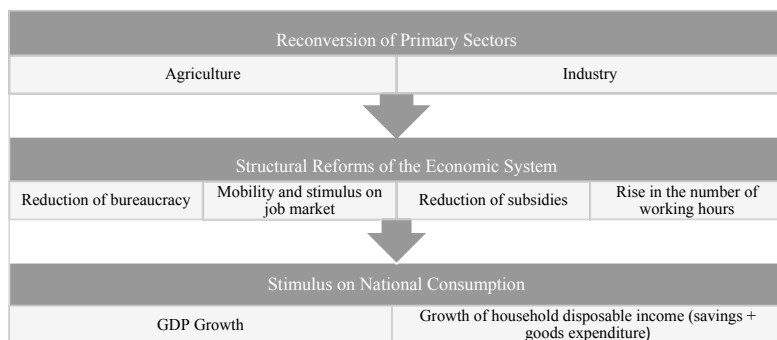 Reconversion of Primary Sectors
Agriculture
Industry
Structural Reforms of the Economic System
Reduction of bureaucracy
Mobility and stimulus on
job market
Reduction of subsidies
Rise in the number of
working hours
Stimulus on National Consumption
GDP Growth
Growth of household disposable income (savings +
goods expenditure)